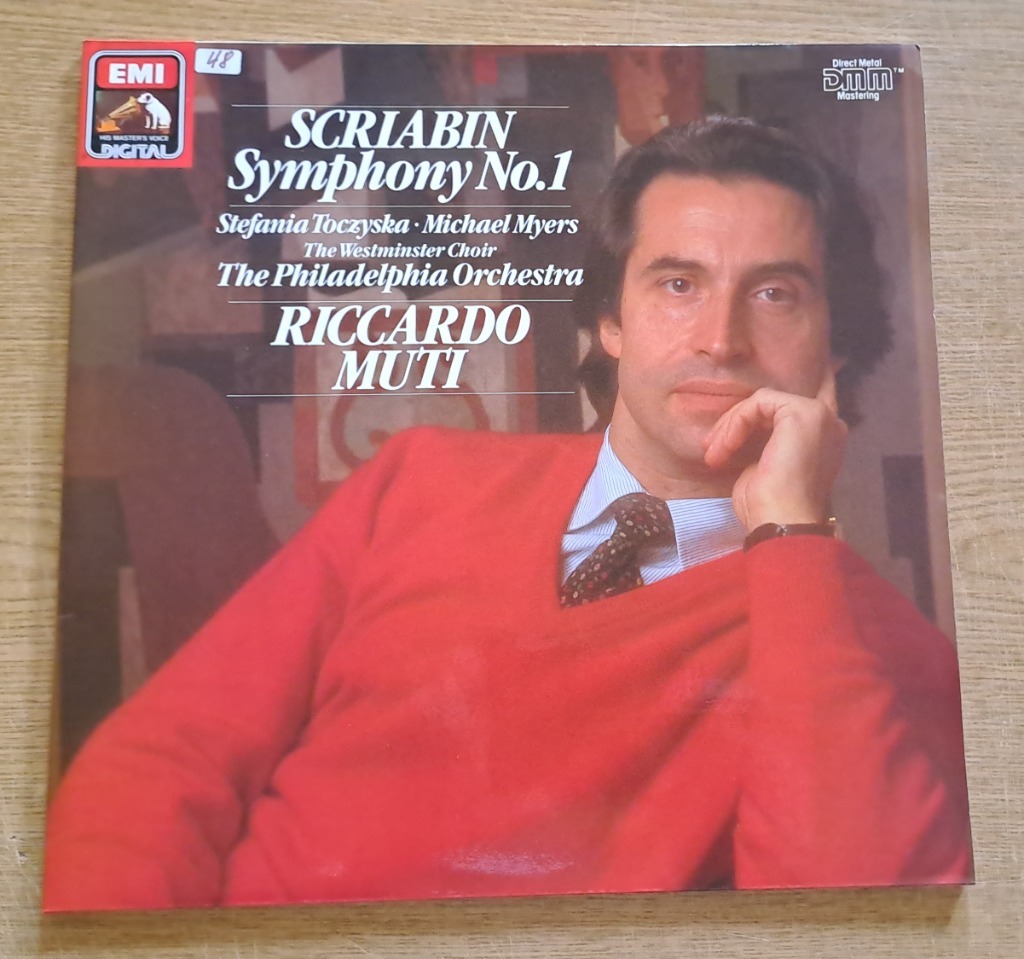 EMI
HIS MASTER'S VOICE
DIGITAL
48
Direct Metal
DMM™
Mastering
SCRIABIN
Symphony No.1
Stefania Toczyska · Michael Myers
The Westminster Choir
The Philadelphia Orchestra
RICCARDO
MUTI